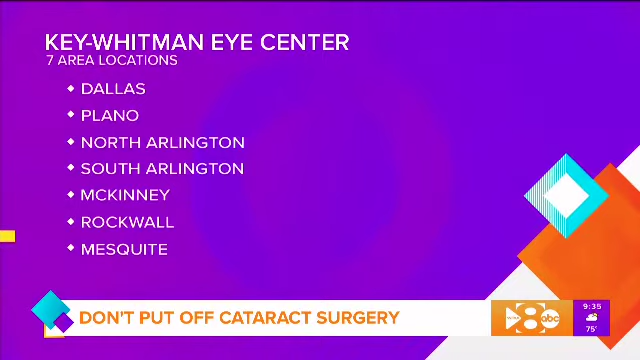 KEY-WHITMAN EYE CENTER
7 AREA LOCATIONS
DALLAS
PLANO
NORTH ARLINGTON
SOUTH ARLINGTON
MCKINNEY
ROCKWALL
MESQUITE
DON'T PUT OFF CATARACT SURGERY
8 abc
9:35
75°